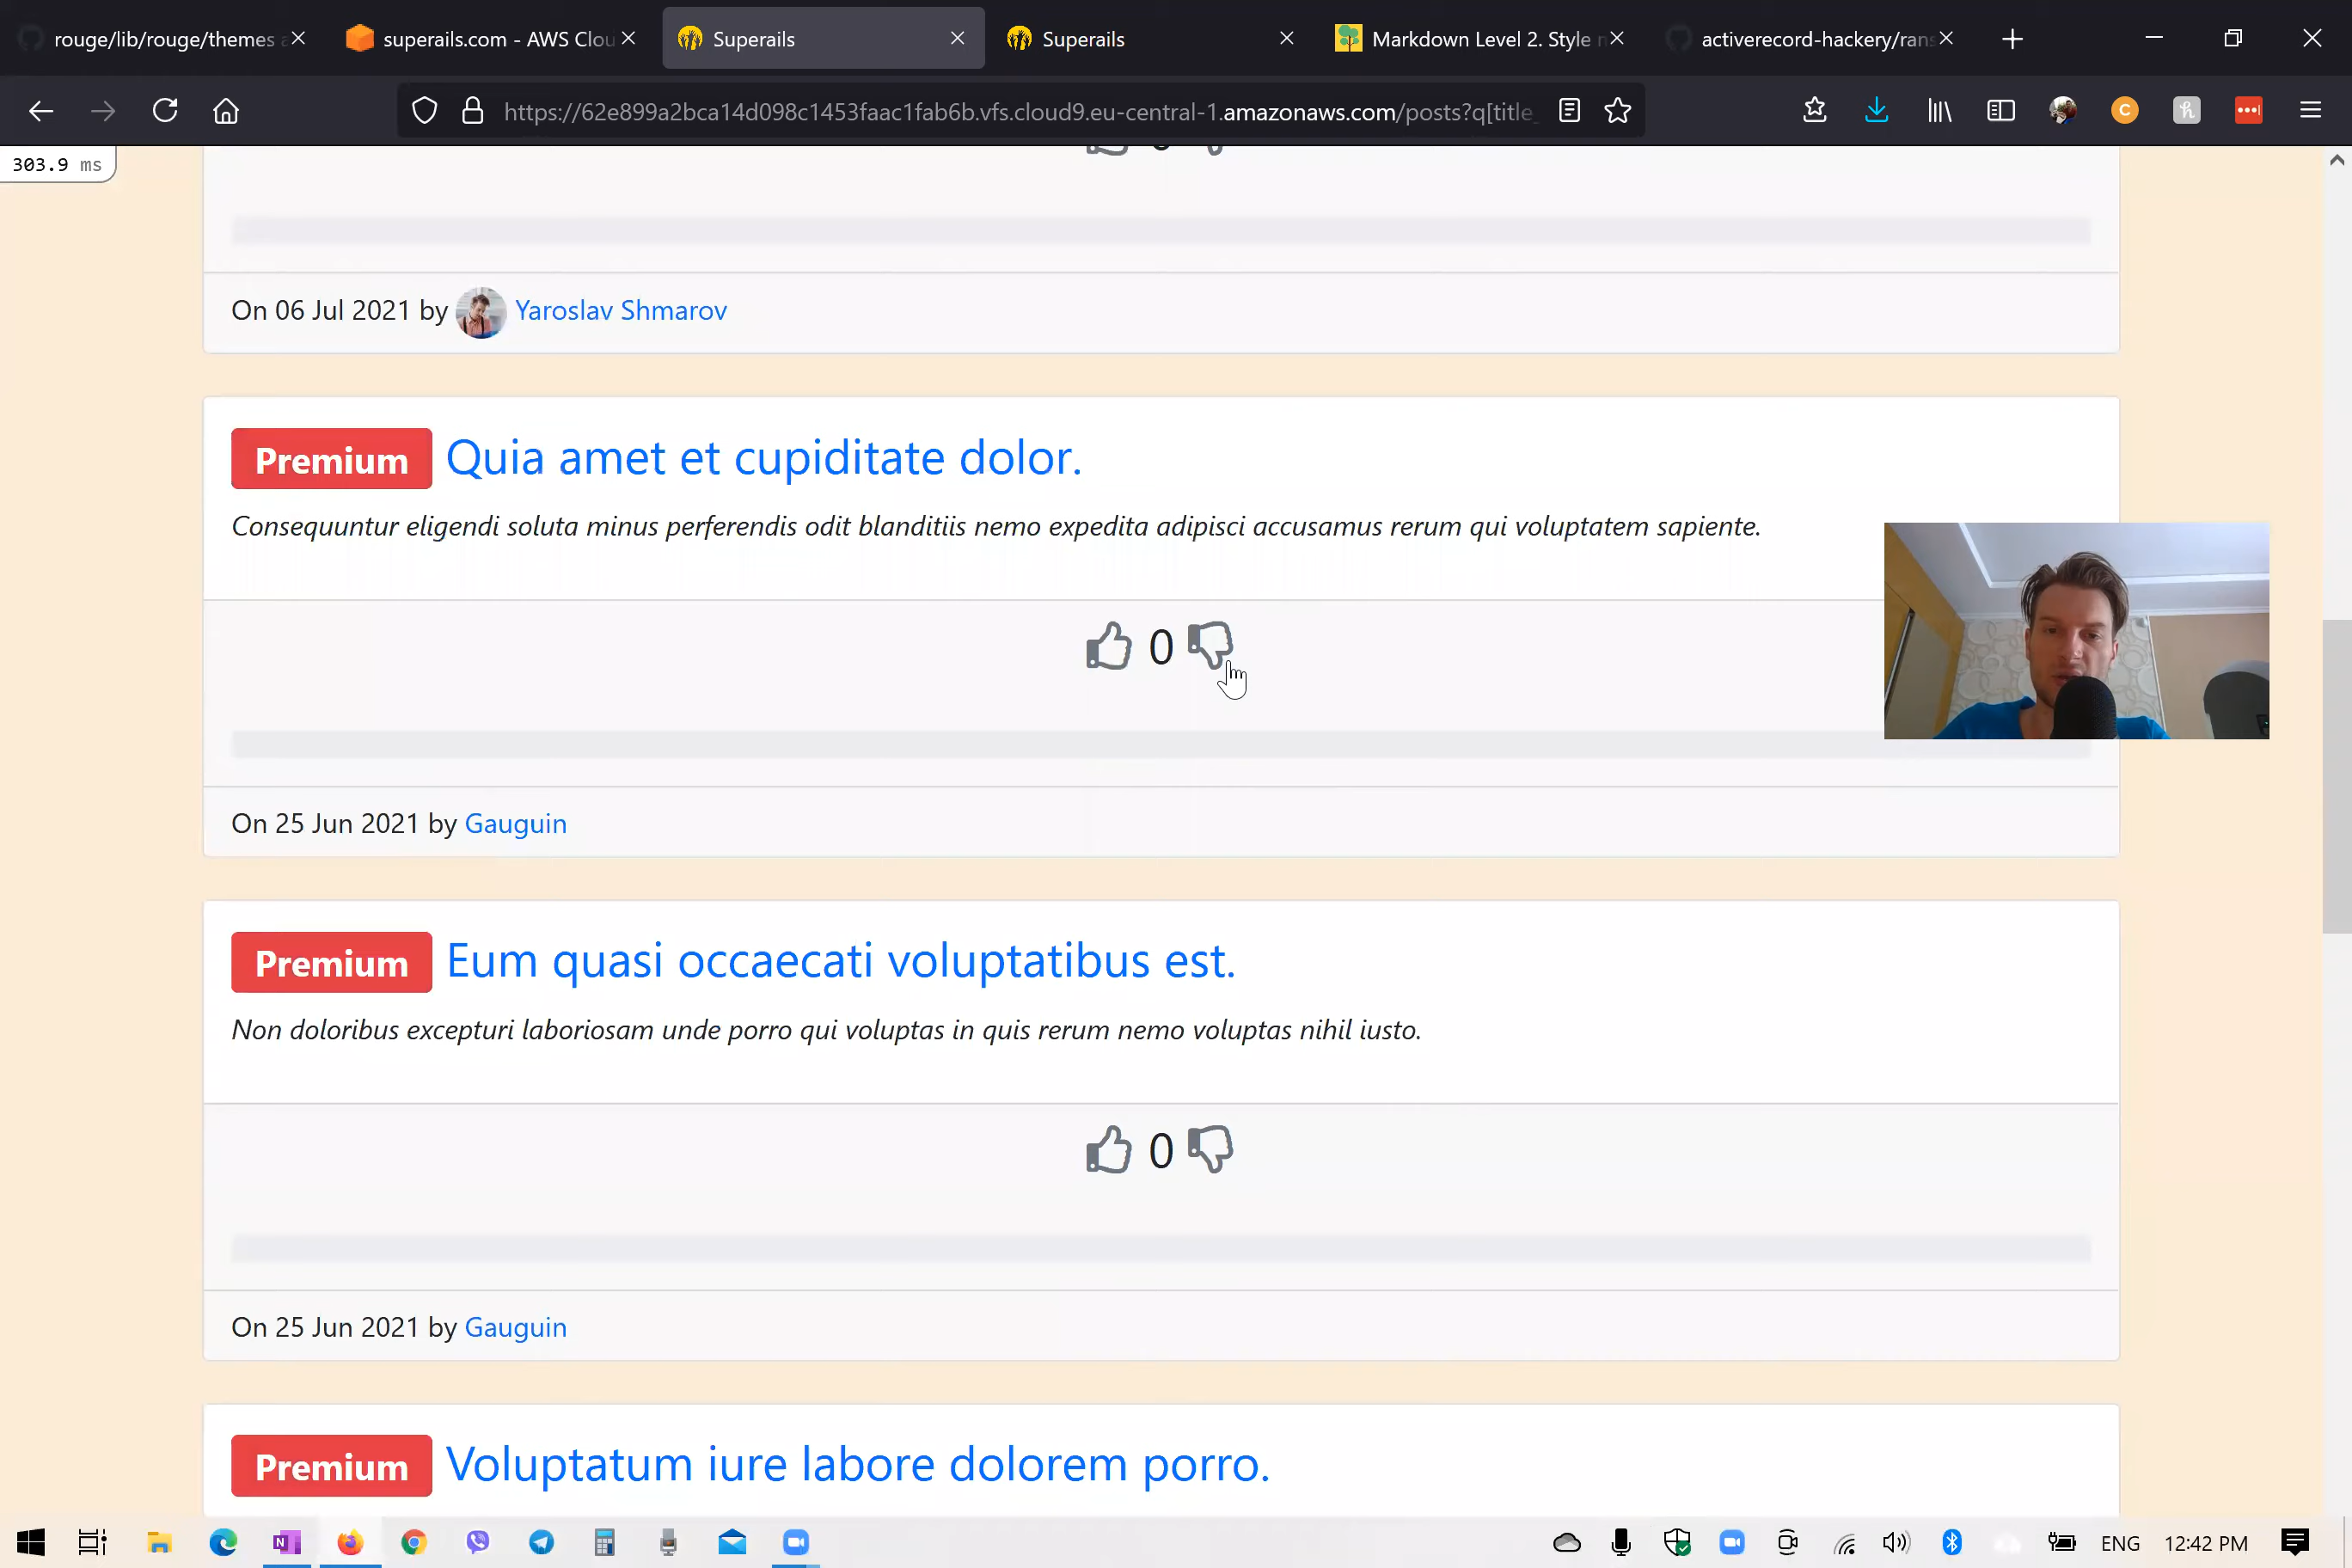 rouge/lib/rouge/themes a
superails.com - AWS Clou
Superails
Superails
Markdown Level 2. Style n
activerecord-hackery/rans
https://62e899a2bca14d098c1453faac1fab6b.vfs.cloud9.eu-central-1.amazonaws.com/posts?q[title_
303.9 ms
On 06 Jul 2021 by Yaroslav Shmarov
Premium Quia amet et cupiditate dolor.
Consequuntur eligendi soluta minus perferendis odit blanditiis nemo expedita adipisci accusamus rerum qui voluptatem sapiente.
0
On 25 Jun 2021 by Gauguin
Premium Eum quasi occaecati voluptatibus est.
Non doloribus excepturi laboriosam unde porro qui voluptas in quis rerum nemo voluptas nihil iusto.
0
On 25 Jun 2021 by Gauguin
Premium Voluptatum iure labore dolorem porro.
ENG 12:42 PM